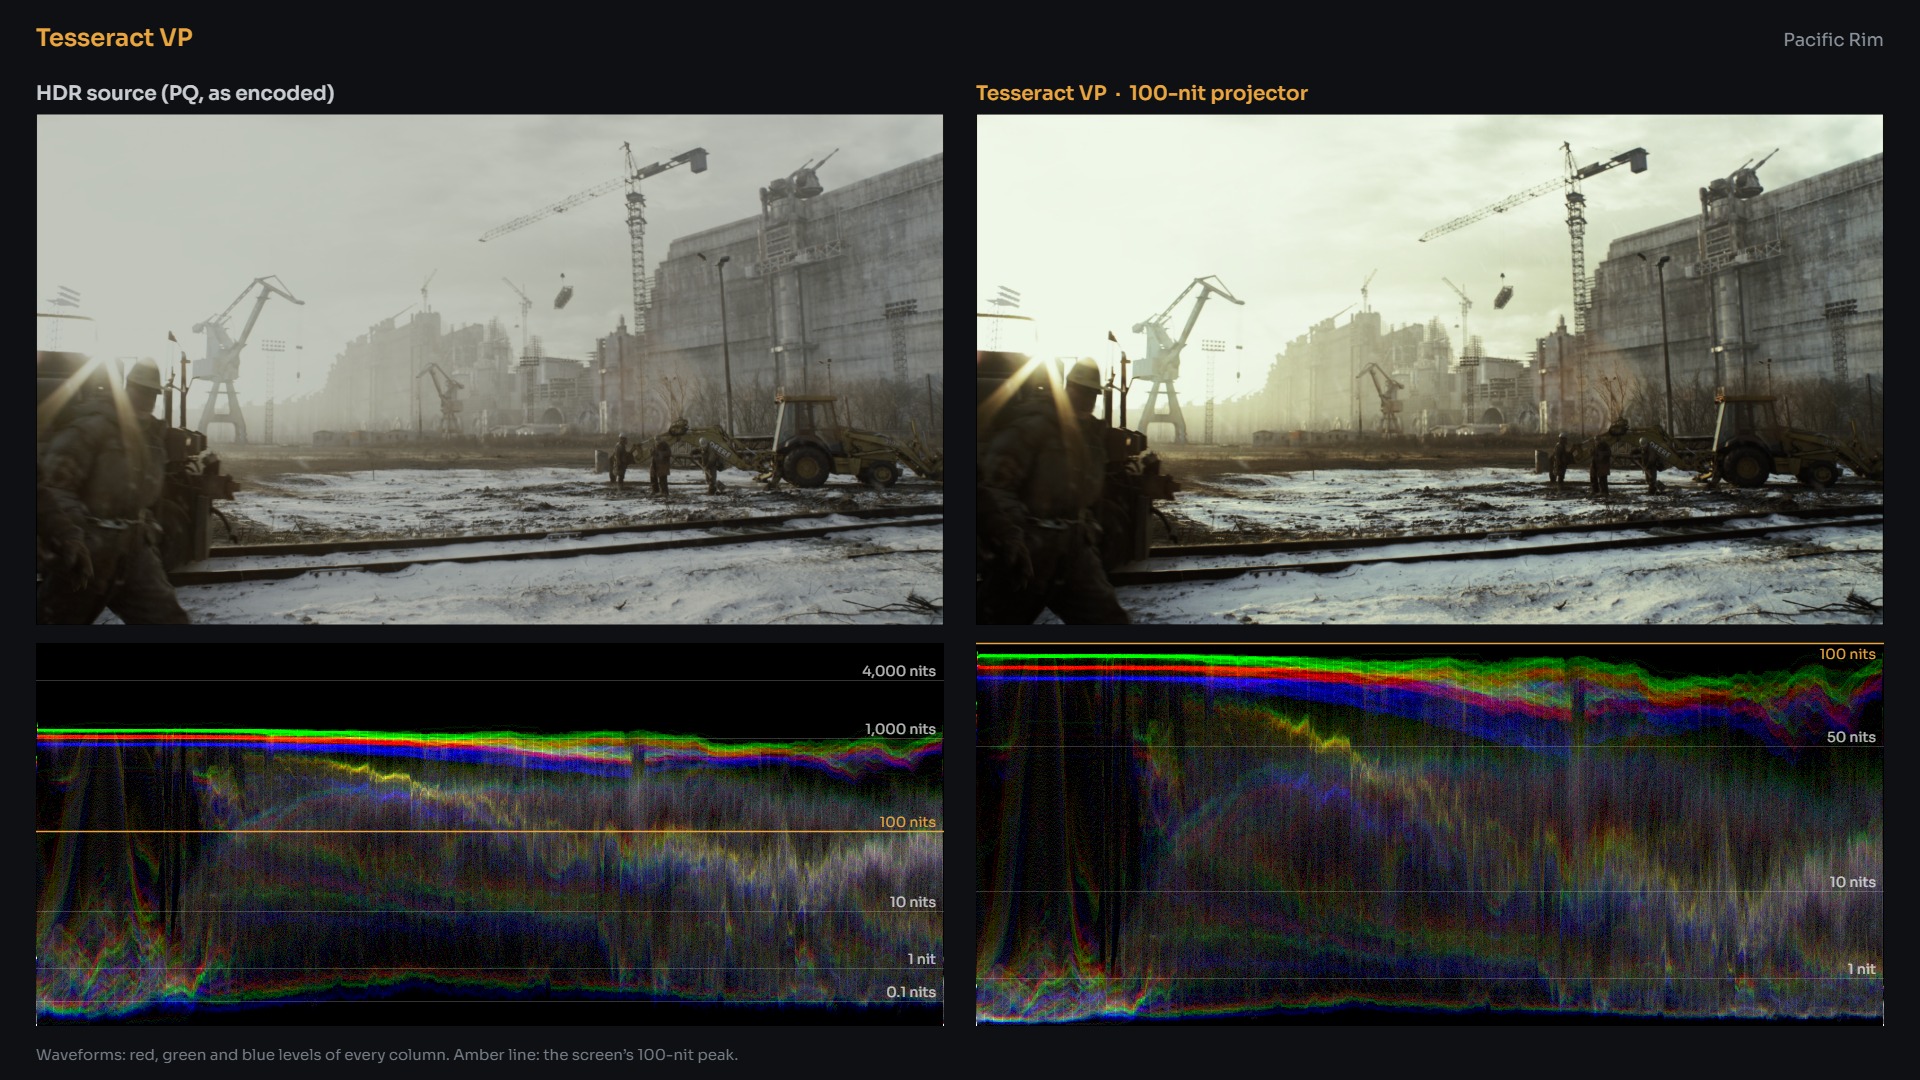 Tesseract VP
Pacific Rim
HDR source (PQ, as encoded)
Tesseract VP · 100-nit projector
4,000 nits
1,000 nits
100 nits
10 nits
1 nit
0.1 nits
100 nits
50 nits
10 nits
1 nit
Waveforms: red, green and blue levels of every column. Amber line: the screen’s 100-nit peak.